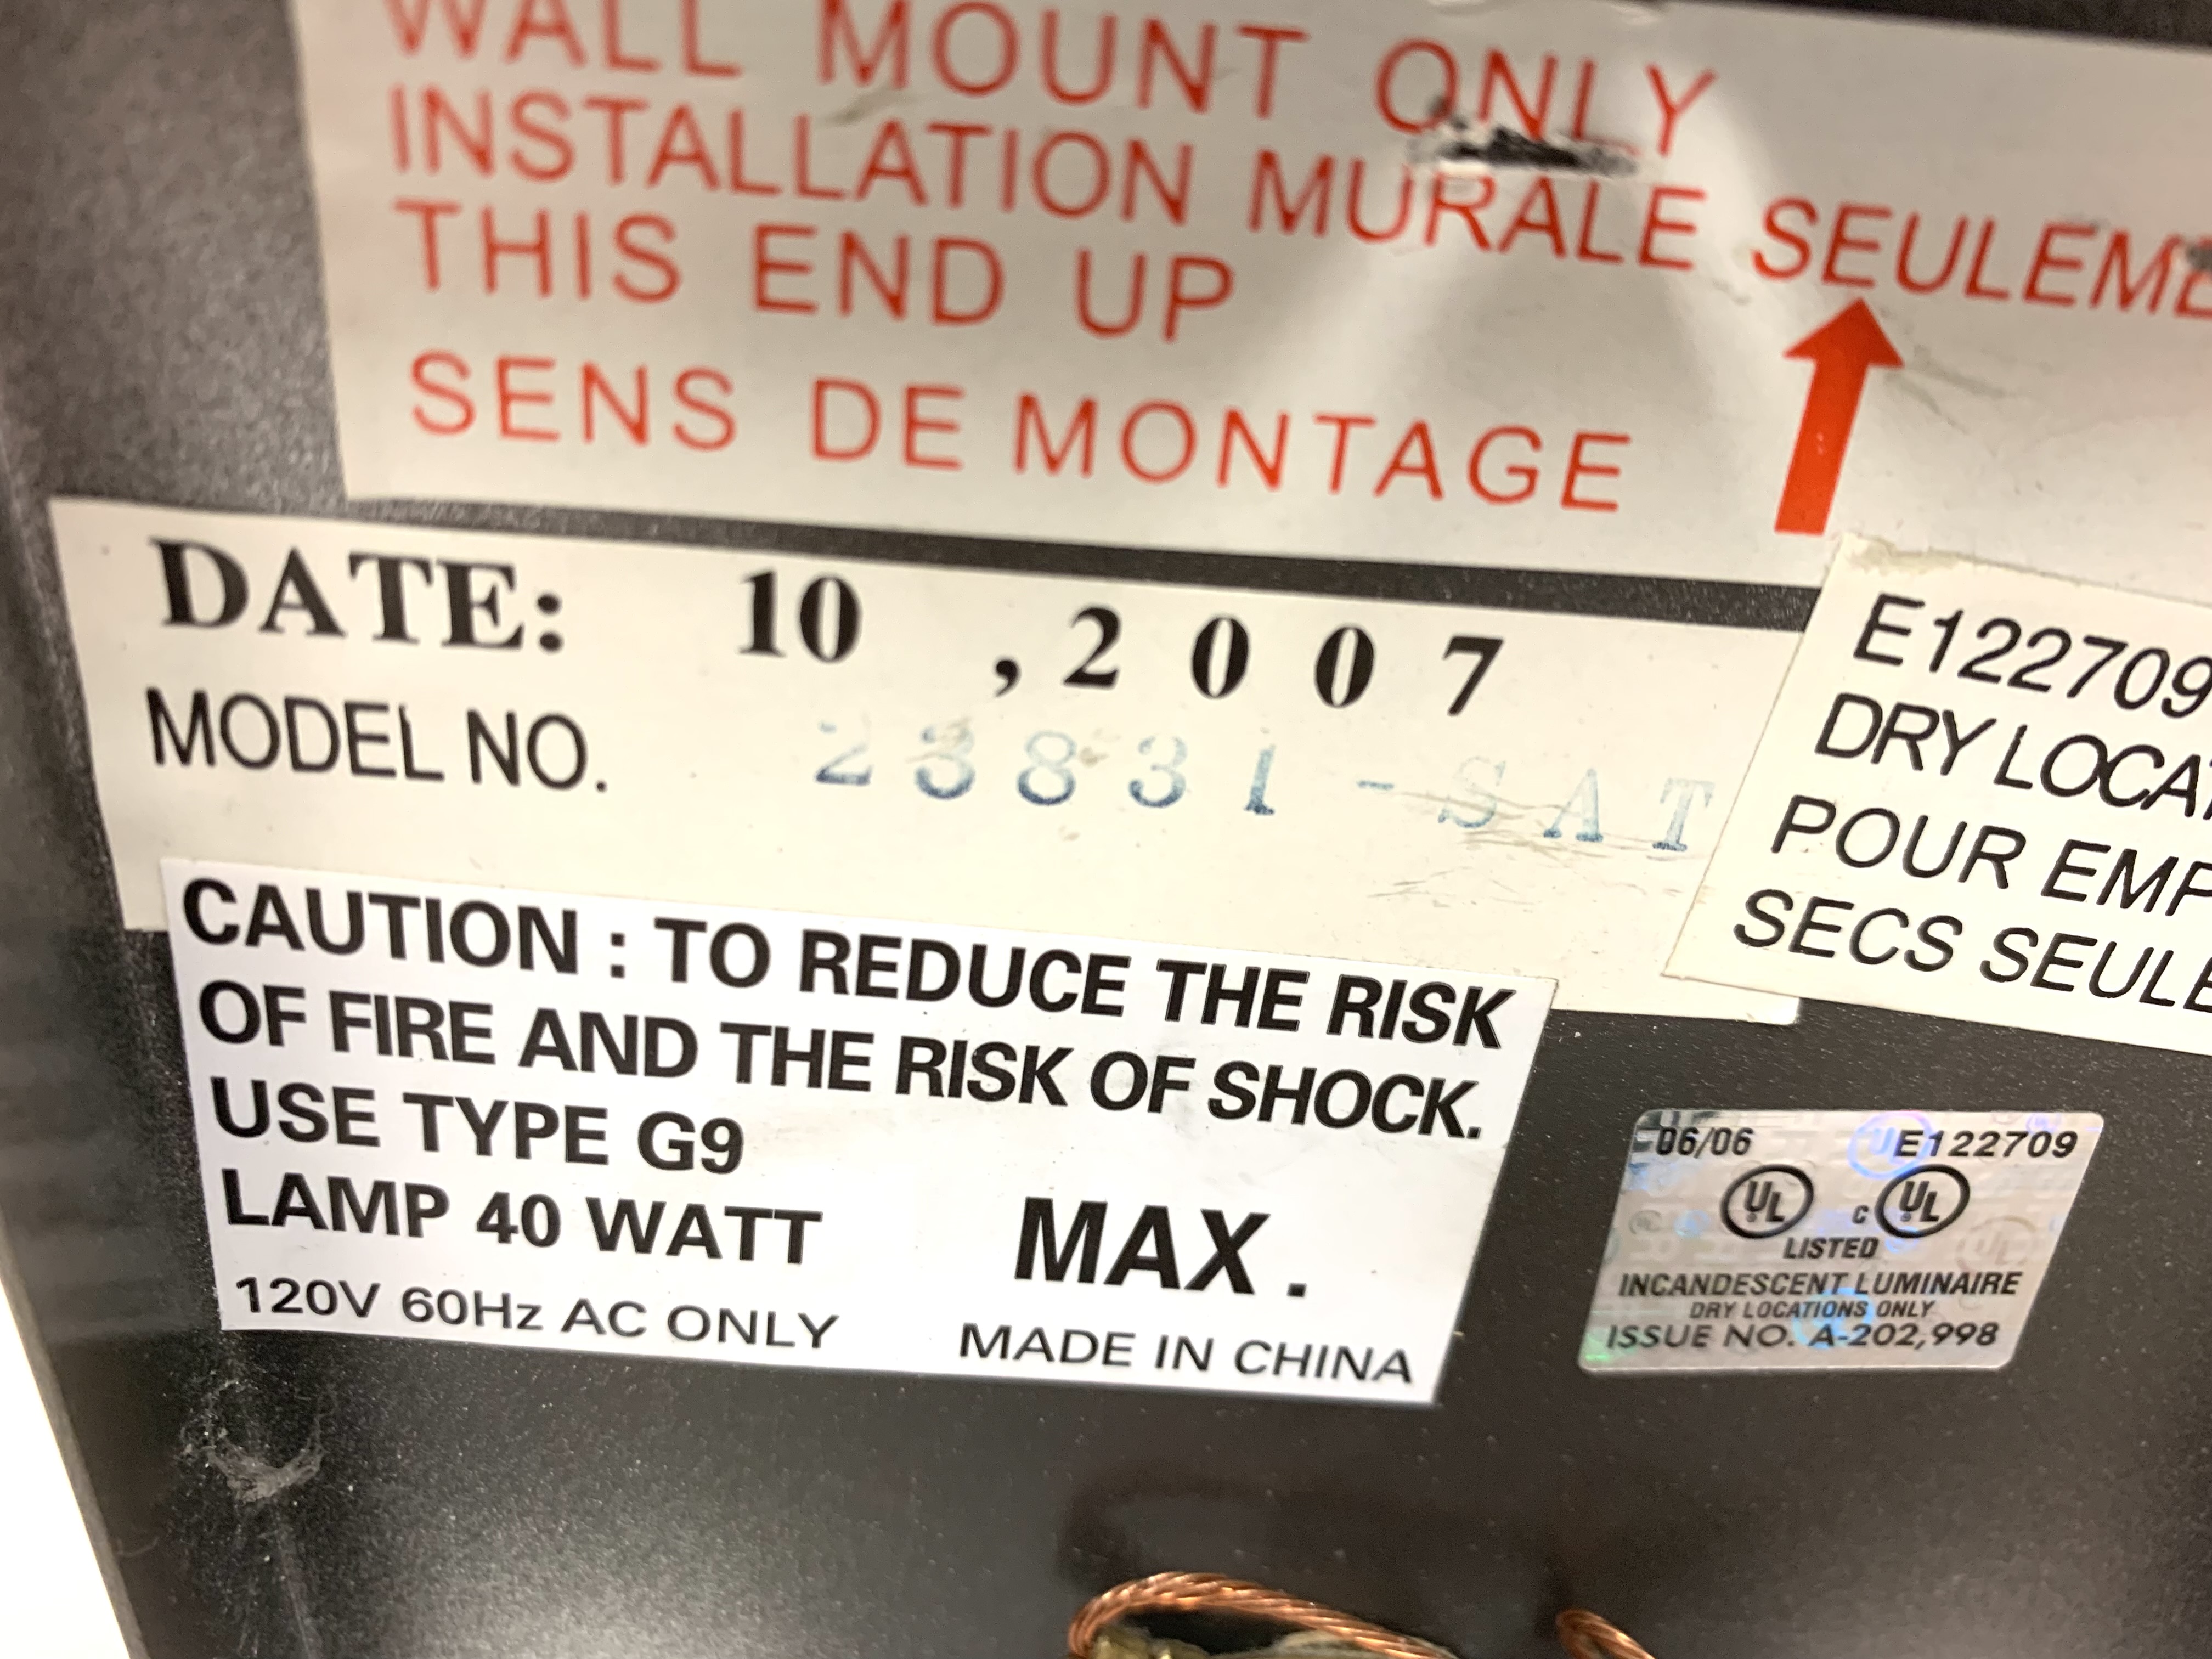 WALL MOUNT ONLY
INSTALLATION MURALE SEULEME
THIS END UP
SENS DE MONTAGE
DATE: 10 ,2007
MODEL NO. 23831-SAT
E122709
DRY LOCAT
POUR EMP
SECS SEULE
CAUTION : TO REDUCE THE RISK
OF FIRE AND THE RISK OF SHOCK.
USE TYPE G9
LAMP 40 WATT MAX.
120V 60Hz AC ONLY MADE IN CHINA
06/06 E122709
UL c UL
LISTED
INCANDESCENT LUMINAIRE
DRY LOCATIONS ONLY
ISSUE NO. A-202,998